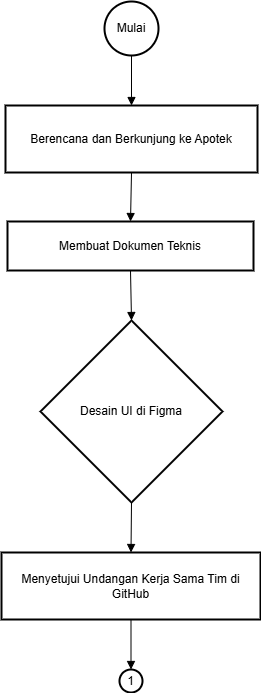 Mulai
Berencana dan Berkunjung ke Apotek
Membuat Dokumen Teknis
Desain UI di Figma
Menyetujui Undangan Kerja Sama Tim di
GitHub
1